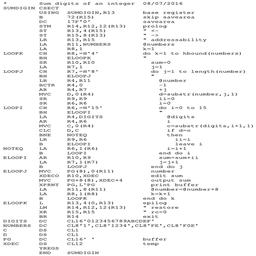 *        Sum digits of an integer  08/07/2016
SUMDIGIN CSECT
         USING  SUMDIGIN,R13       base register
         B      72(R15)            skip savearea
         DC     17F'0'             savearea
         STM    R14,R12,12(R13)    prolog
         ST     R13,4(R15)         " <-
         ST     R15,8(R13)         " ->
         LR     R13,R15            " addressability
         LA     R11,NUMBERS        @numbers
         LA     R8,1               k=1
LOOPK    CH     R8,=H'4'           do k=1 to hbound(numbers)
         BH     ELOOPK             "
         SR     R10,R10              sum=0
         LA     R7,1                 j=1
LOOPJ    CH     R7,=H'8'             do j=1 to length(number)
         BH     ELOOPJ               "
         LR     R4,R11                 @number
         BCTR   R4,0                   -1
         AR     R4,R7                  +j
         MVC    D,0(R4)                d=substr(number,j,1)
         SR     R9,R9                  ii=0
         SR     R6,R6                  i=0
LOOPI    CH     R6,=H'15'              do i=0 to 15
         BH     ELOOPI                 "
         LA     R4,DIGITS                @digits
         AR     R4,R6                    i
         MVC    C,0(R4)                  c=substr(digits,i+1,1)
         CLC    D,C                      if d=c
         BNE    NOTEQ                    then
         LR     R9,R6                      ii=i
         B      ELOOPI                     leave i
NOTEQ    LA     R6,1(R6)                 i=i+1
         B      LOOPI                  end do i
ELOOPI   AR     R10,R9                 sum=sum+ii
         LA     R7,1(R7)               j=j+1
         B      LOOPJ                end do j
ELOOPJ   MVC    PG(8),0(R11)         number
         XDECO  R10,XDEC             edit sum
         MVC    PG+8(8),XDEC+4       output sum
         XPRNT  PG,L'PG              print buffer
         LA     R11,8(R11)           @number=@number+8
         LA     R8,1(R8)             k=k+1
         B      LOOPK              end do k
ELOOPK   L      R13,4(0,R13)       epilog
         LM     R14,R12,12(R13)    " restore
         XR     R15,R15            " rc=0
         BR     R14                exit
DIGITS   DC     CL16'0123456789ABCDEF'
NUMBERS  DC     CL8'1',CL8'1234',CL8'FE',CL8'F0E'
C        DS     CL1
D        DS     CL1
PG       DC     CL16' '            buffer
XDEC     DS     CL12               temp
         YREGS
         END    SUMDIGIN